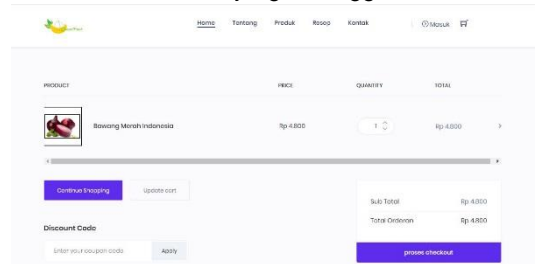 Home Tentang Produk Resep Kontak Masuk
PRODUCT PRICE QUANTITY TOTAL
Bawang Merah Indonesia Rp 4.800 1 Rp 4.800
Continue Shopping Update cart
Sub Total Rp 4.800
Total Orderan Rp 4.800
Discount Code
Enter your coupon code Apply
proses checkout